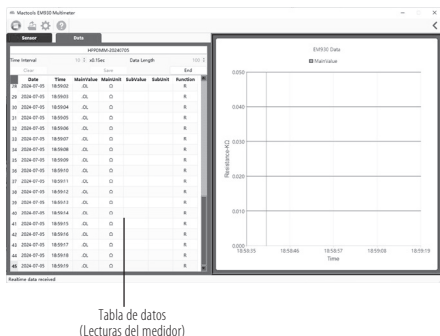 Maxtools EM930 Multimeter
Sensor Data
HPPDMM-20240705
Time Interval 10 x0.1Sec Data Length 100
Clear Save End
Date Time MainValue MainUnit SubValue SubUnit Function
28 2024-07-05 18:59:02 .OL Ω R
29 2024-07-05 18:59:03 .OL Ω R
30 2024-07-05 18:59:04 .OL Ω R
31 2024-07-05 18:59:05 .OL Ω R
32 2024-07-05 18:59:06 .OL Ω R
33 2024-07-05 18:59:07 .OL Ω R
34 2024-07-05 18:59:08 .OL Ω R
35 2024-07-05 18:59:09 .OL Ω R
36 2024-07-05 18:59:10 .OL Ω R
37 2024-07-05 18:59:11 .OL Ω R
38 2024-07-05 18:59:12 .OL Ω R
39 2024-07-05 18:59:13 .OL Ω R
40 2024-07-05 18:59:14 .OL Ω R
41 2024-07-05 18:59:15 .OL Ω R
42 2024-07-05 18:59:16 .OL Ω R
43 2024-07-05 18:59:17 .OL Ω R
44 2024-07-05 18:59:18 .OL Ω R
45 2024-07-05 18:59:19 .OL Ω R
Realtime data received
EM930 Data
MainValue
0.050
0.040
0.030
0.020
0.010
0.000
Resistance-KΩ
18:58:35 18:58:46 18:58:57 18:59:08 18:59:19
Time
Tabla de datos
(Lecturas del medidor)